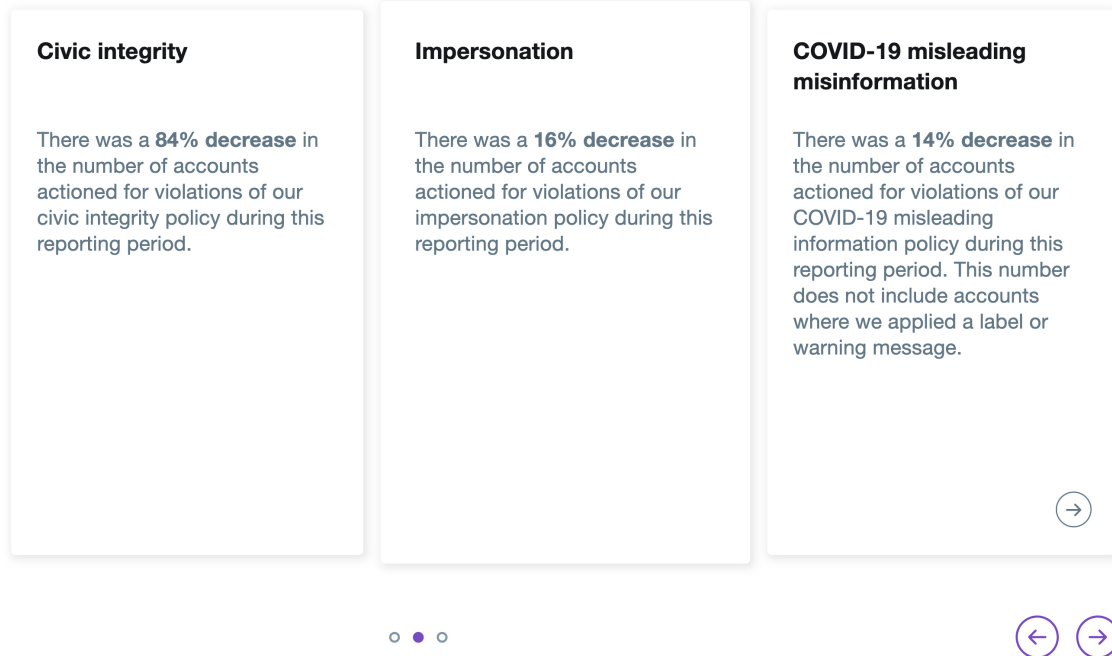 Civic integrity
There was a 84% decrease in
the number of accounts
actioned for violations of our
civic integrity policy during this
reporting period.
Impersonation
There was a 16% decrease in
the number of accounts
actioned for violations of our
impersonation policy during this
reporting period.
COVID-19 misleading
misinformation
There was a 14% decrease in
the number of accounts
actioned for violations of our
COVID-19 misleading
information policy during this
reporting period. This number
does not include accounts
where we applied a label or
warning message.